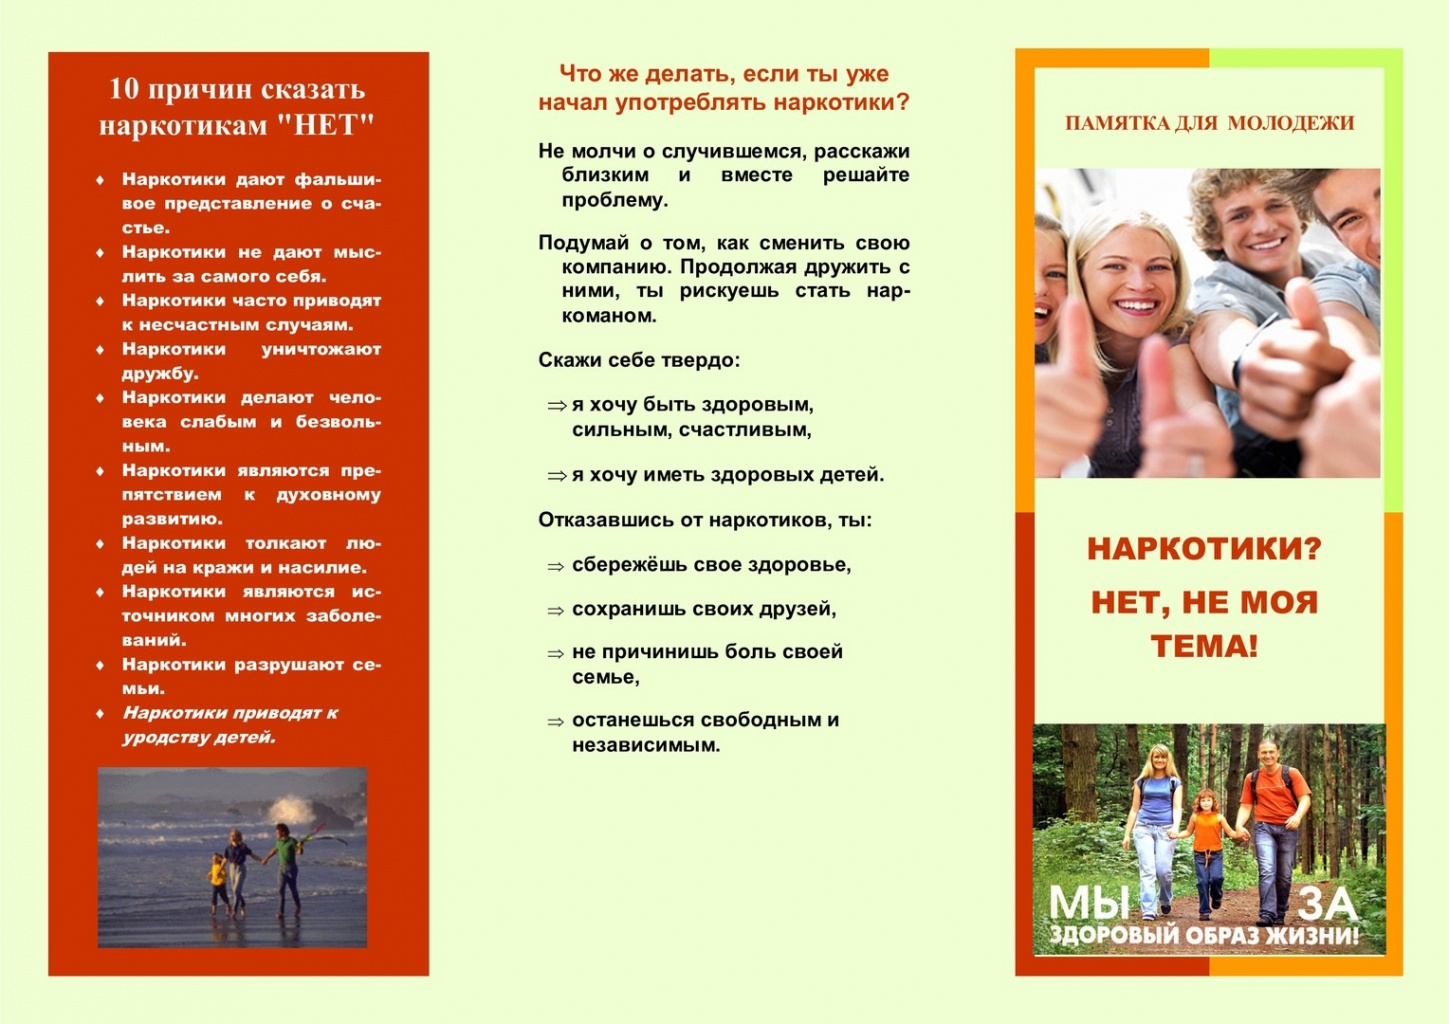 10 причин сказать
наркотикам "НЕТ"
♦ Наркотики дают фальши-
вое представление о сча-
стье.
♦ Наркотики не дают мыс-
лить за самого себя.
♦ Наркотики часто приводят
к несчастным случаям.
♦ Наркотики уничтожают
дружбу.
♦ Наркотики делают чело-
века слабым и безволь-
ным.
♦ Наркотики являются пре-
пятствием к духовному
развитию.
♦ Наркотики толкают лю-
дей на кражи и насилие.
♦ Наркотики являются ис-
точником многих заболе-
ваний.
♦ Наркотики разрушают се-
мьи.
♦ Наркотики приводят к
уродству детей.
Что же делать, если ты уже
начал употреблять наркотики?
Не молчи о случившемся, расскажи
близким и вместе решайте
проблему.
Подумай о том, как сменить свою
компанию. Продолжая дружить с
ними, ты рискуешь стать нар-
команом.
Скажи себе твердо:
⇒ я хочу быть здоровым,
сильным, счастливым,
⇒ я хочу иметь здоровых детей.
Отказавшись от наркотиков, ты:
⇒ сбережёшь свое здоровье,
⇒ сохранишь своих друзей,
⇒ не причинишь боль своей
семье,
⇒ останешься свободным и
независимым.
ПАМЯТКА ДЛЯ МОЛОДЕЖИ
НАРКОТИКИ?
НЕТ, НЕ МОЯ
ТЕМА!
МЫ ЗА
ЗДОРОВЫЙ ОБРАЗ ЖИЗНИ!